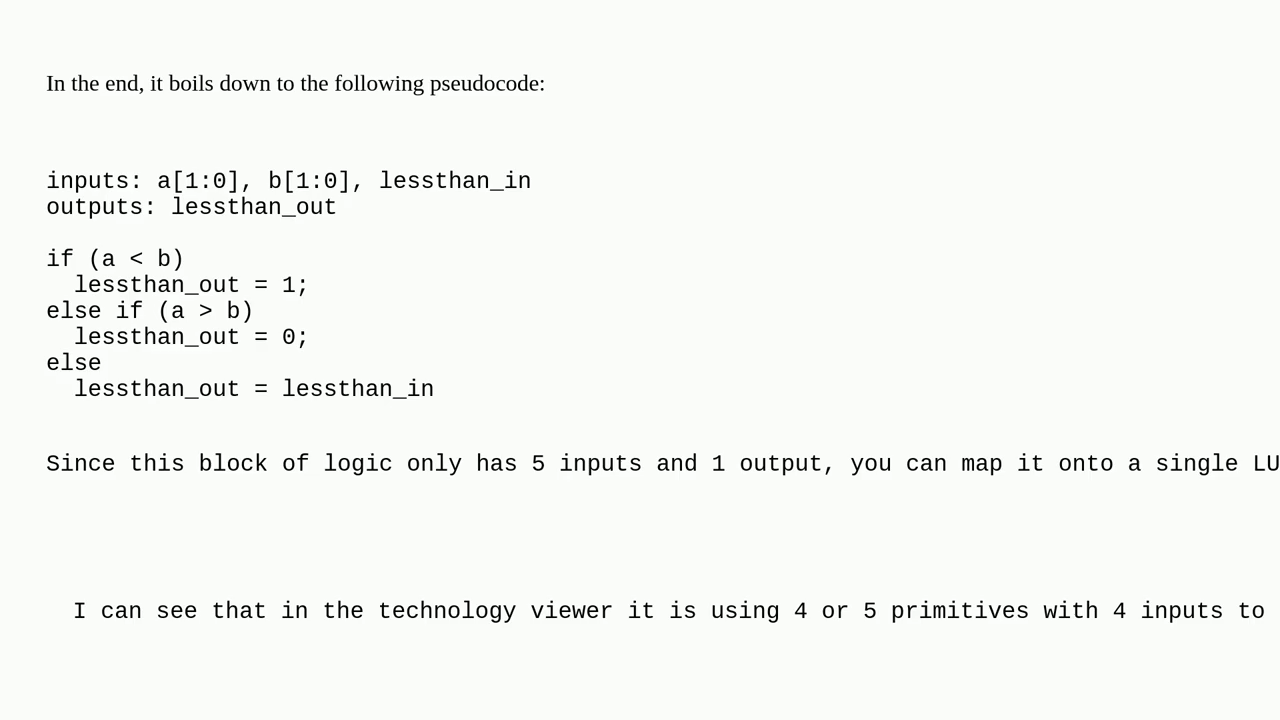 In the end, it boils down to the following pseudocode:
inputs: a[1:0], b[1:0], lessthan_in
outputs: lessthan_out
if (a < b)
  lessthan_out = 1;
else if (a > b)
  lessthan_out = 0;
else
  lessthan_out = lessthan_in
Since this block of logic only has 5 inputs and 1 output, you can map it onto a single LU
I can see that in the technology viewer it is using 4 or 5 primitives with 4 inputs to